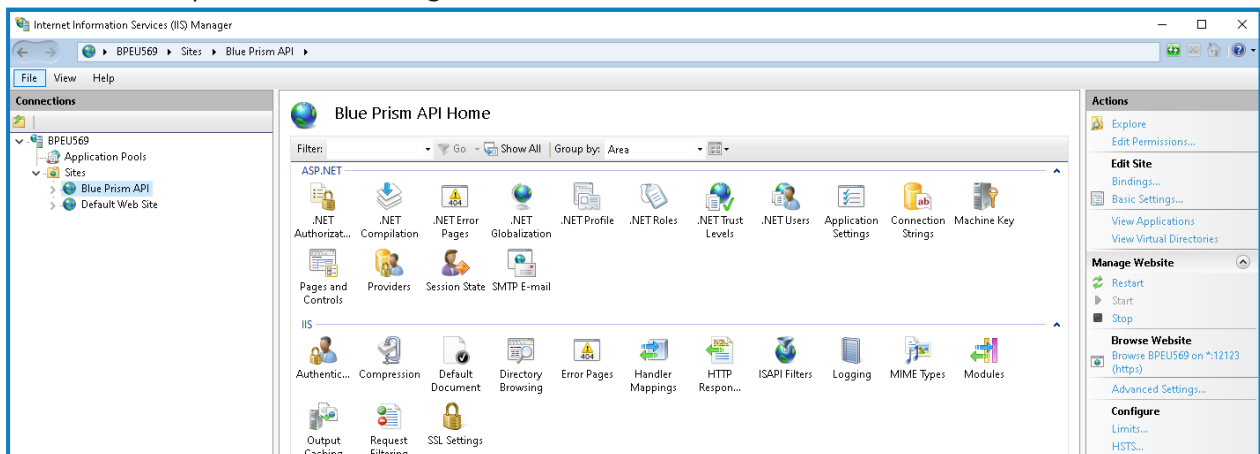 Internet Information Services (IIS) Manager
BPEU569 ▸ Sites ▸ Blue Prism API ▸
File View Help
Connections
BPEU569
Application Pools
Sites
Blue Prism API
Default Web Site
Blue Prism API Home
Filter: Go Show All Group by: Area
ASP.NET
.NET Authorizat...
.NET Compilation
.NET Error Pages
.NET Globalization
.NET Profile
.NET Roles
.NET Trust Levels
.NET Users
Application Settings
Connection Strings
Machine Key
Pages and Controls
Providers
Session State
SMTP E-mail
IIS
Authentic...
Compression
Default Document
Directory Browsing
Error Pages
Handler Mappings
HTTP Respon...
ISAPI Filters
Logging
MIME Types
Modules
Output Caching
Request Filtering
SSL Settings
Actions
Explore
Edit Permissions...
Edit Site
Bindings...
Basic Settings...
View Applications
View Virtual Directories
Manage Website
Restart
Start
Stop
Browse Website
Browse BPEU569 on *:12123
(https)
Advanced Settings...
Configure
Limits...
HSTS...